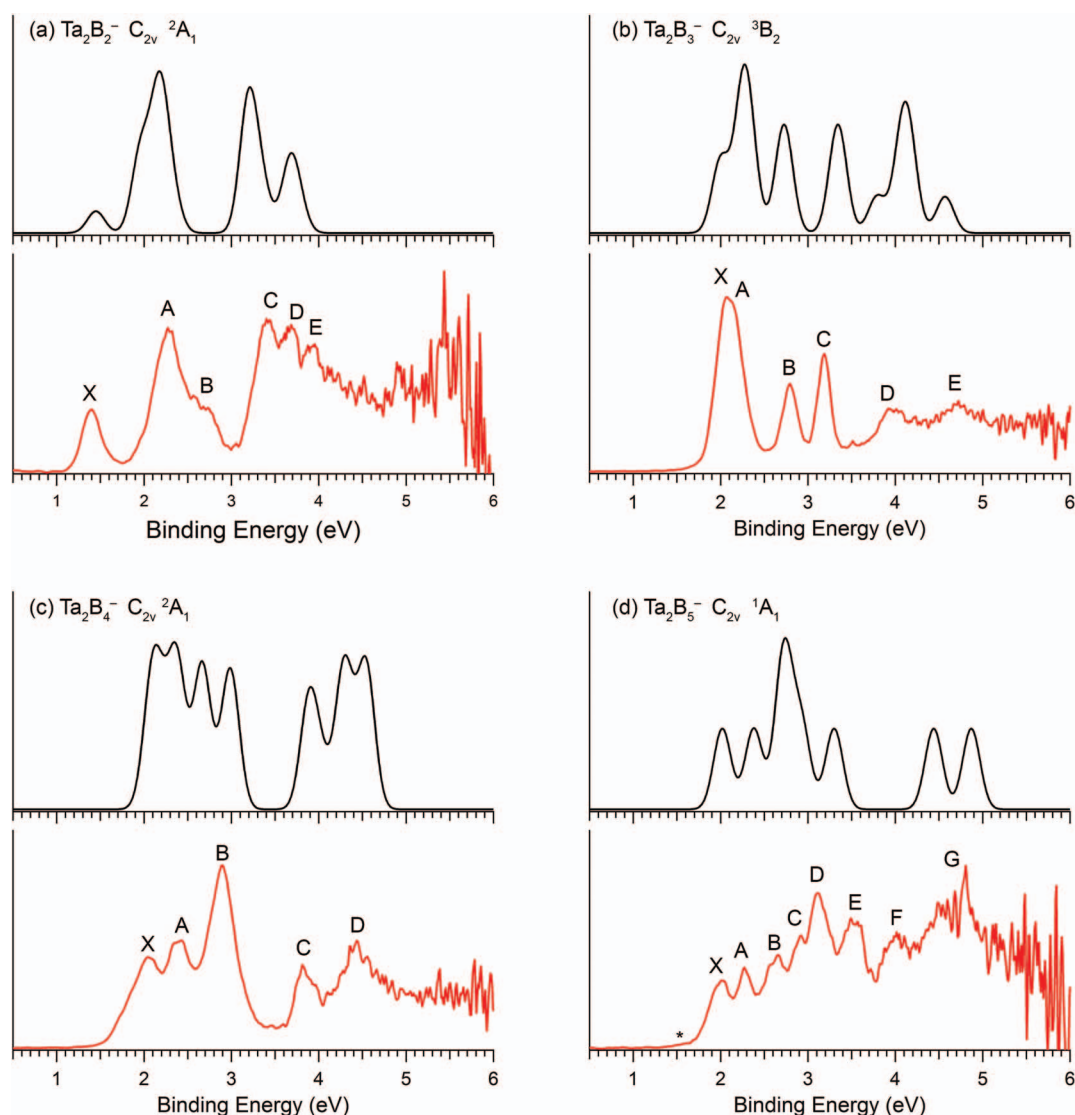 (a) Ta₂B₂⁻ C₂ᵥ ²A₁
X
A
B
C
D
E
1 2 3 4 5 6
Binding Energy (eV)
(b) Ta₂B₃⁻ C₂ᵥ ³B₂
X
A
B
C
D
E
1 2 3 4 5 6
Binding Energy (eV)
(c) Ta₂B₄⁻ C₂ᵥ ²A₁
X
A
B
C
D
1 2 3 4 5 6
Binding Energy (eV)
(d) Ta₂B₅⁻ C₂ᵥ ¹A₁
*
X
A
B
C
D
E
F
G
1 2 3 4 5 6
Binding Energy (eV)